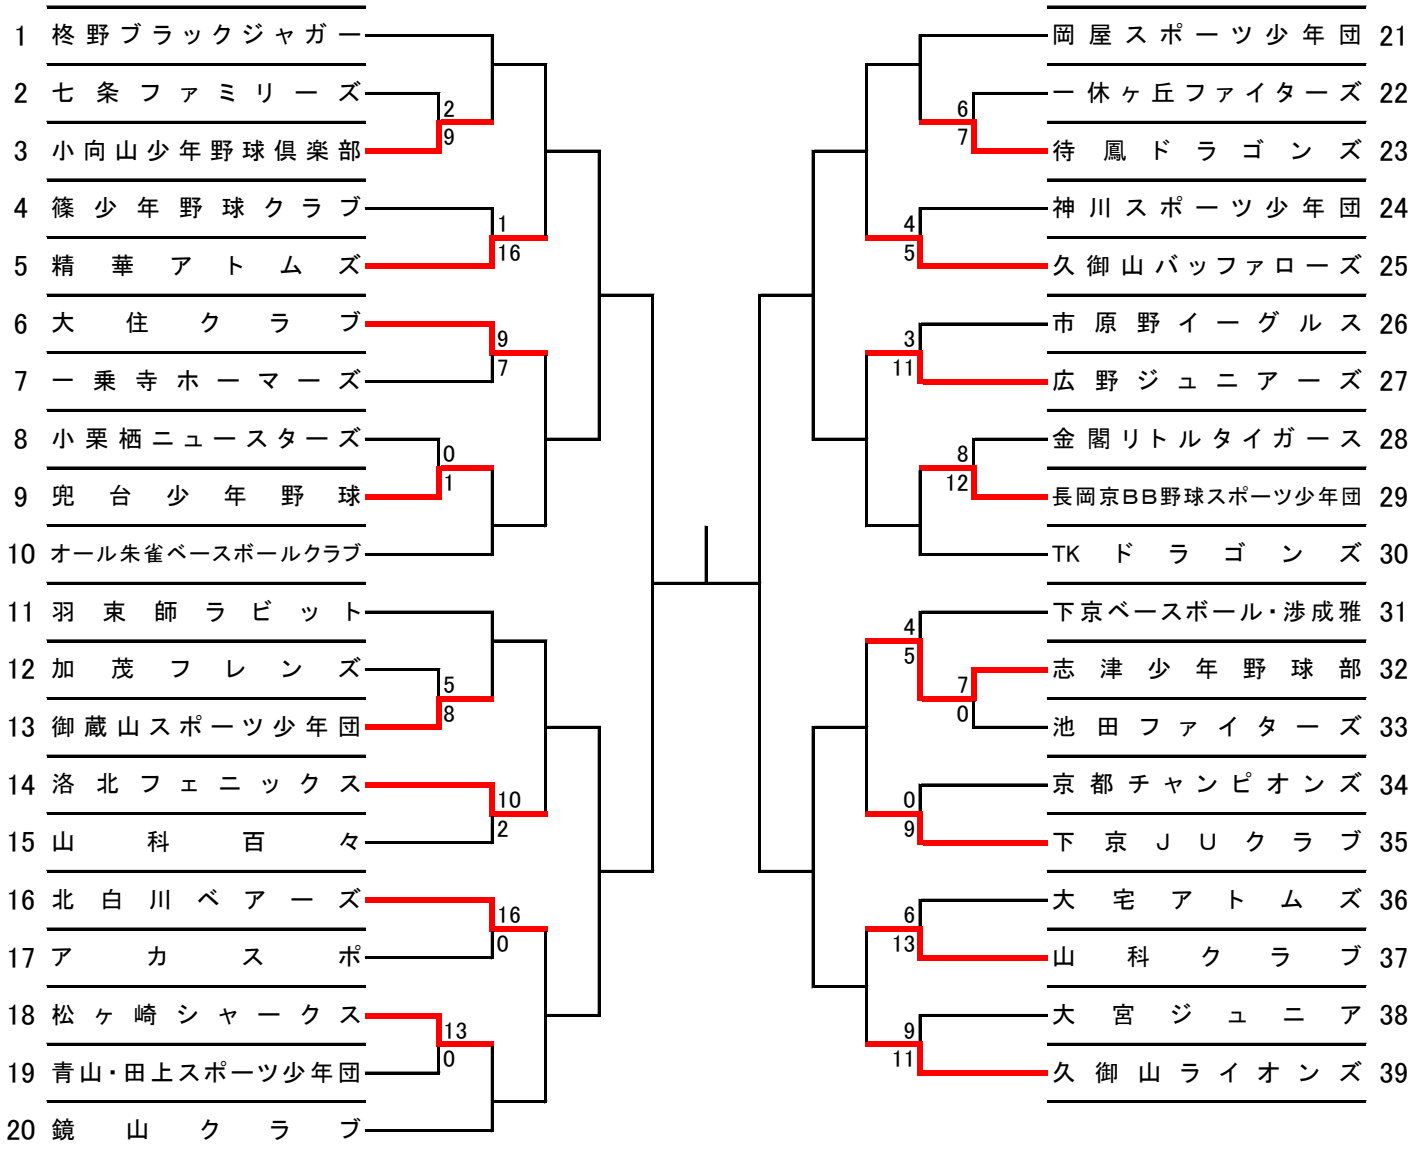 1 柊野ブラックジャガー
2 七条ファミリーズ
2
9
3 小向山少年野球倶楽部
4 篠少年野球クラブ
1
16
5 精華アトムズ
6 大住クラブ
9
7
7 一乗寺ホーマーズ
8 小栗栖ニュースターズ
0
1
9 兜台少年野球
10 オール朱雀ベースボールクラブ
11 羽束師ラビット
12 加茂フレンズ
5
8
13 御蔵山スポーツ少年団
14 洛北フェニックス
10
2
15 山科百々
16 北白川ベアーズ
16
0
17 アカスポ
18 松ヶ崎シャークス
13
0
19 青山・田上スポーツ少年団
20 鏡山クラブ
岡屋スポーツ少年団 21
一休ヶ丘ファイターズ 22
6
7
待鳳ドラゴンズ 23
神川スポーツ少年団 24
4
5
久御山バッファローズ 25
市原野イーグルス 26
3
11
広野ジュニアーズ 27
金閣リトルタイガース 28
8
12
長岡京BB野球スポーツ少年団 29
TKドラゴンズ 30
下京ベースボール・渉成雅 31
4
5
志津少年野球部 32
7
0
池田ファイターズ 33
京都チャンピオンズ 34
0
9
下京JUクラブ 35
大宅アトムズ 36
6
13
山科クラブ 37
大宮ジュニア 38
9
11
久御山ライオンズ 39